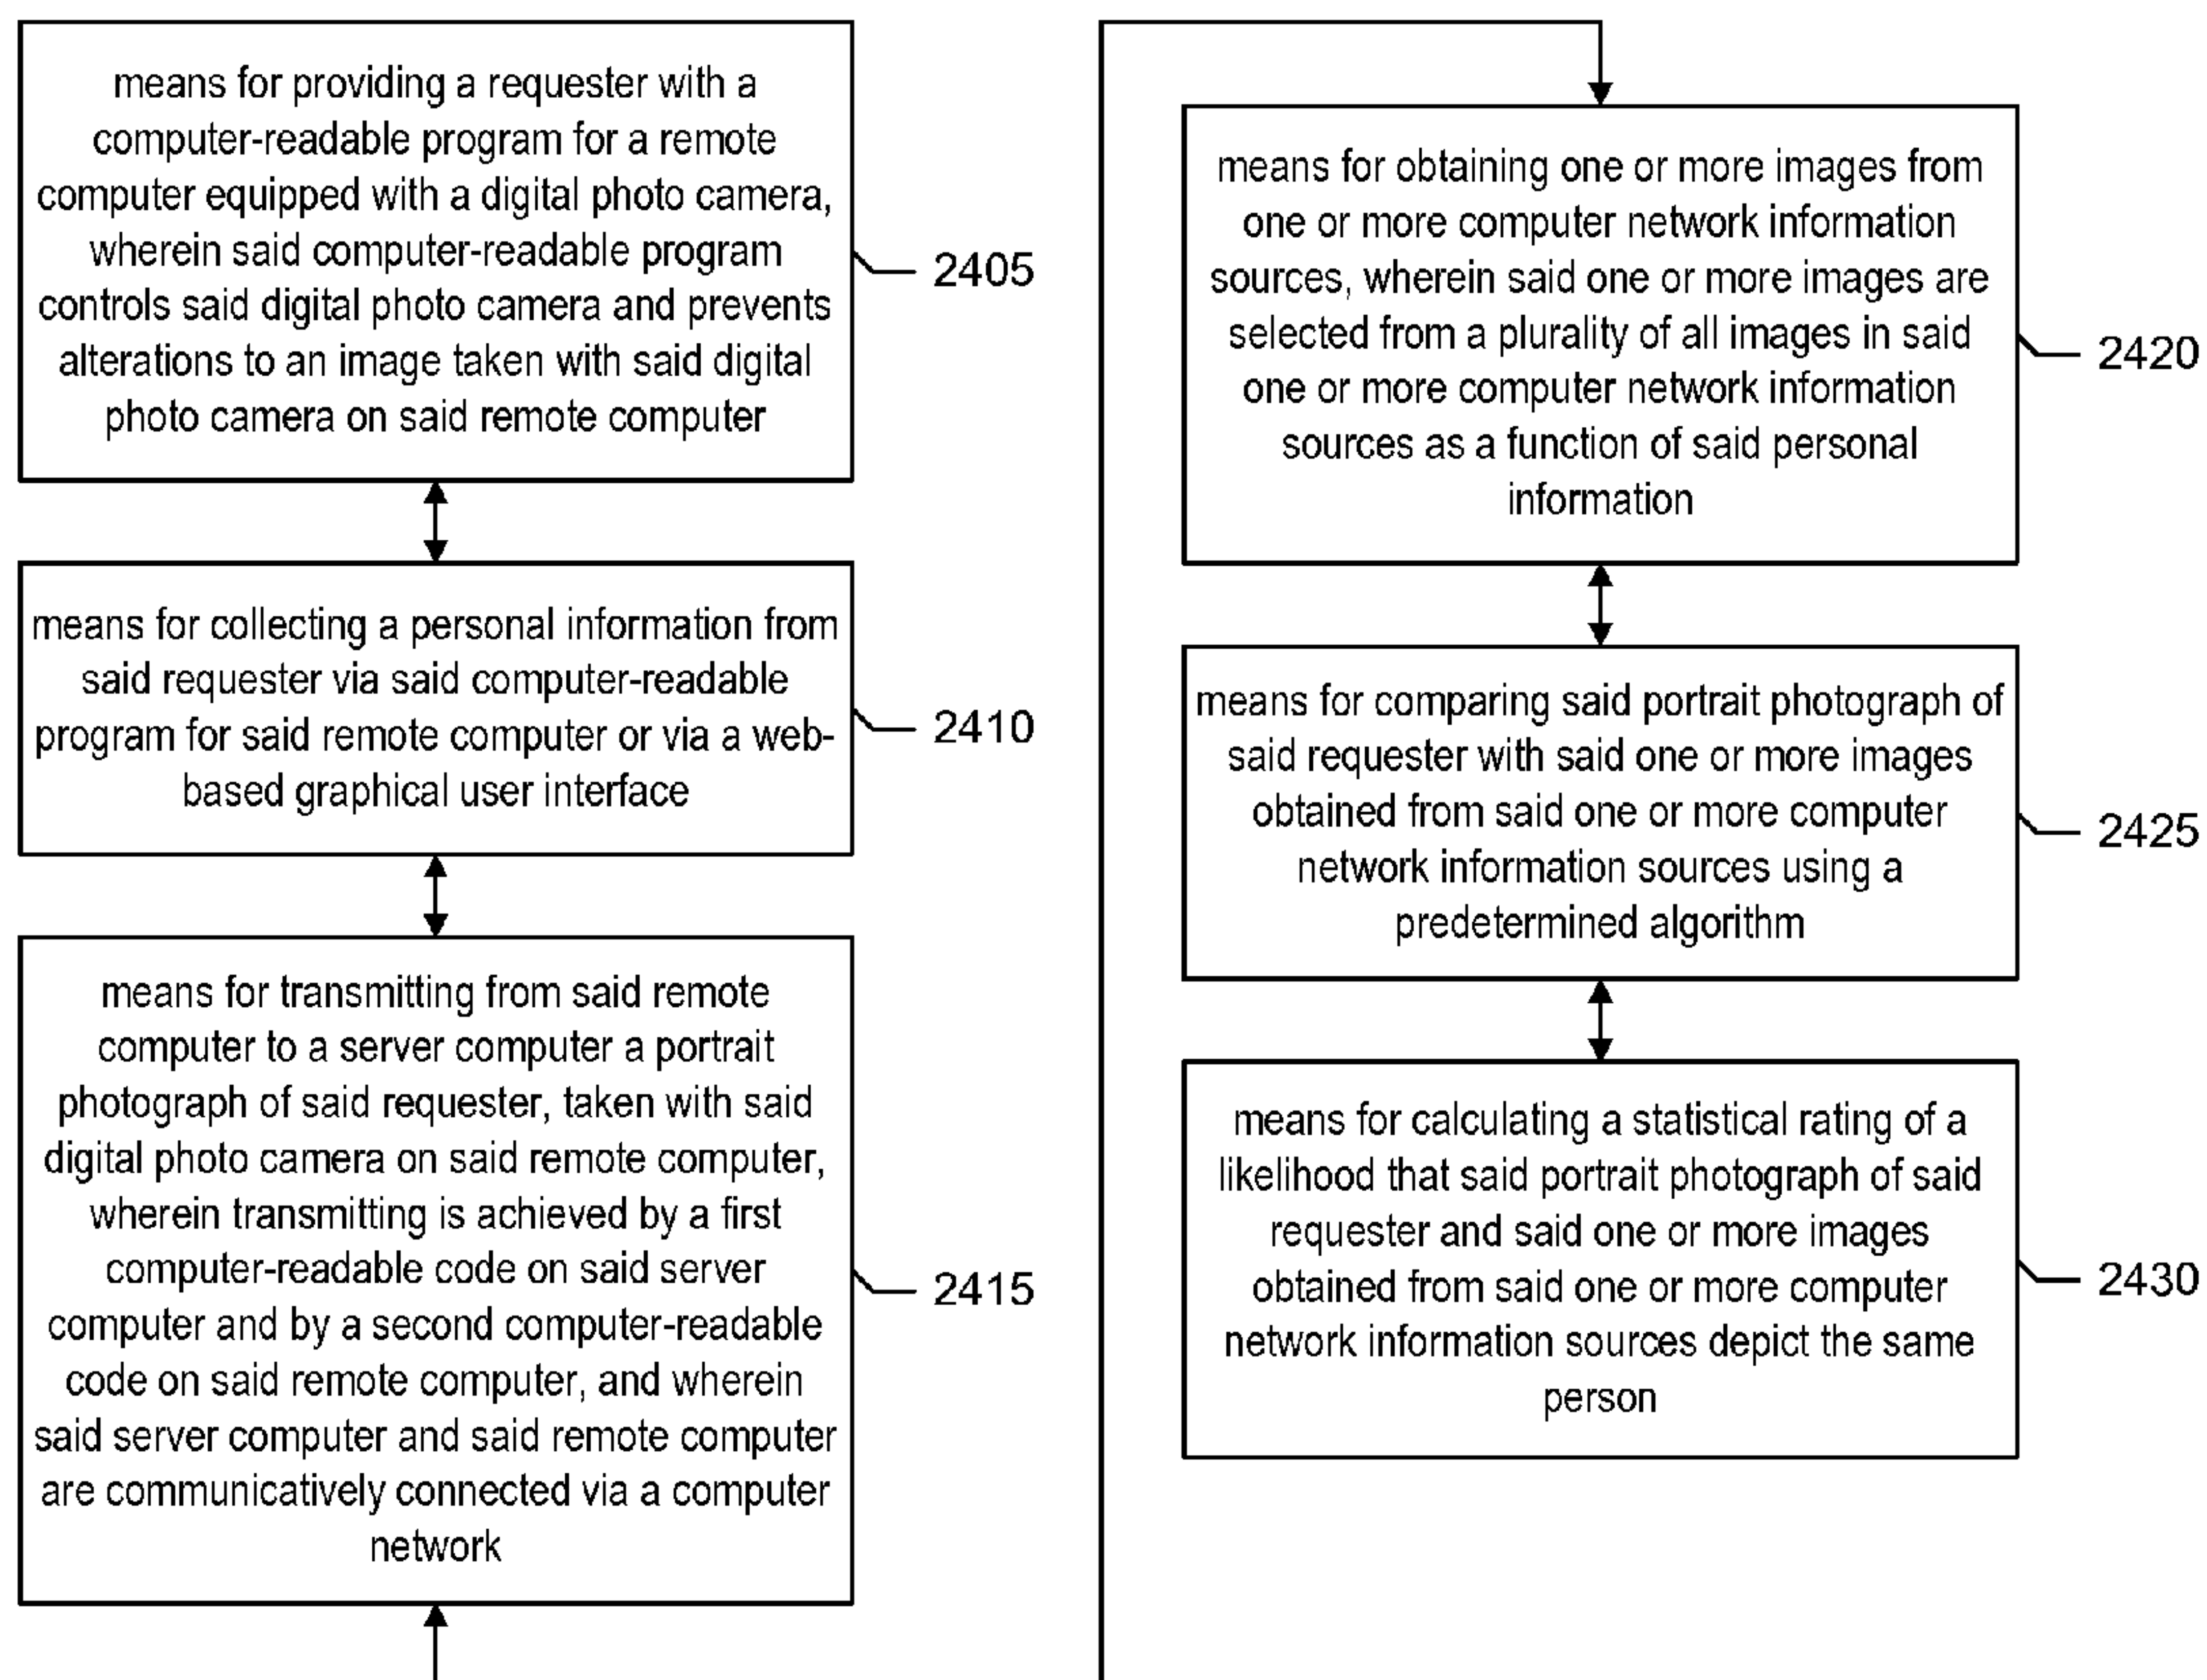 means for providing a requester with a
computer-readable program for a remote
computer equipped with a digital photo camera,
wherein said computer-readable program
controls said digital photo camera and prevents
alterations to an image taken with said digital
photo camera on said remote computer
2405
means for collecting a personal information from
said requester via said computer-readable
program for said remote computer or via a web-
based graphical user interface
2410
means for transmitting from said remote
computer to a server computer a portrait
photograph of said requester, taken with said
digital photo camera on said remote computer,
wherein transmitting is achieved by a first
computer-readable code on said server
computer and by a second computer-readable
code on said remote computer, and wherein
said server computer and said remote computer
are communicatively connected via a computer
network
2415
means for obtaining one or more images from
one or more computer network information
sources, wherein said one or more images are
selected from a plurality of all images in said
one or more computer network information
sources as a function of said personal
information
2420
means for comparing said portrait photograph of
said requester with said one or more images
obtained from said one or more computer
network information sources using a
predetermined algorithm
2425
means for calculating a statistical rating of a
likelihood that said portrait photograph of said
requester and said one or more images
obtained from said one or more computer
network information sources depict the same
person
2430